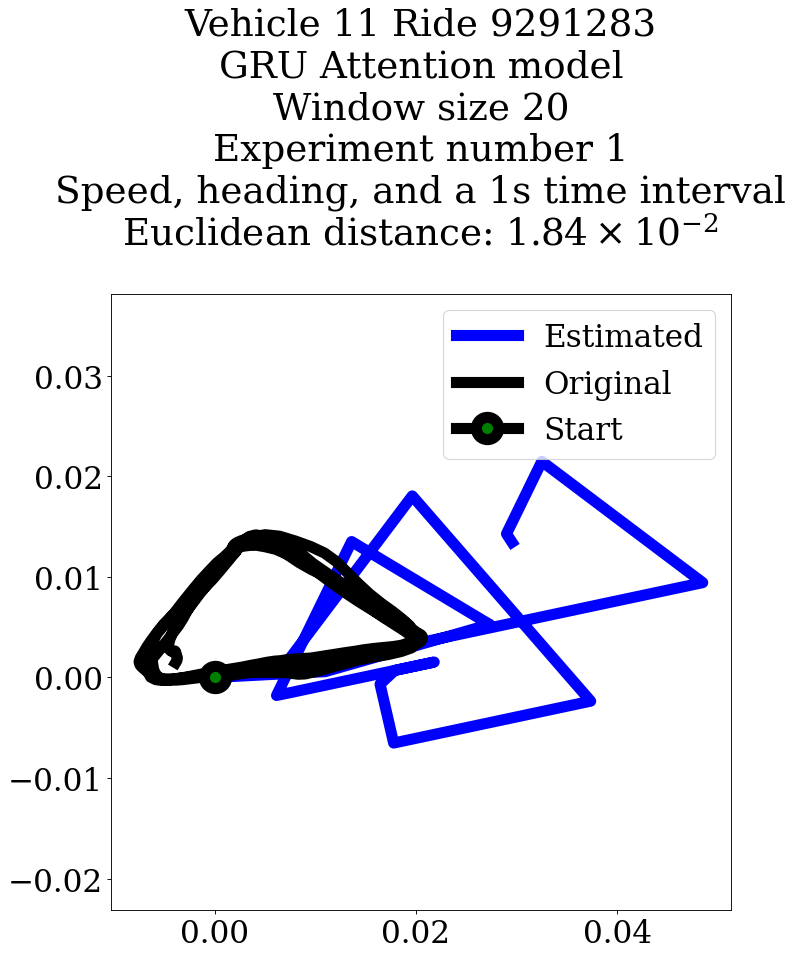 Vehicle 11 Ride 9291283
GRU Attention model
Window size 20
Experiment number 1
Speed, heading, and a 1s time interval
Euclidean distance: 1.84 × 10⁻²
Estimated
Original
Start
0.03
0.02
0.01
0.00
−0.01
−0.02
0.00 0.02 0.04